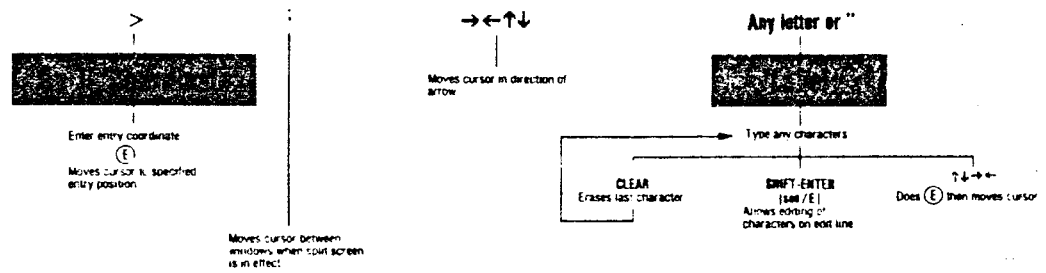 >
:
→←↑↓
Any letter or "
Moves cursor in direction of
arrow
Enter entry coordinate
Ⓔ
Moves cursor to specified
entry position
Moves cursor between
windows when split screen
is in effect
Type any characters
CLEAR
Erases last character
SHIFT-ENTER
[see /E]
Allows editing of
characters on edit line
↑↓→←
Does Ⓔ then moves cursor